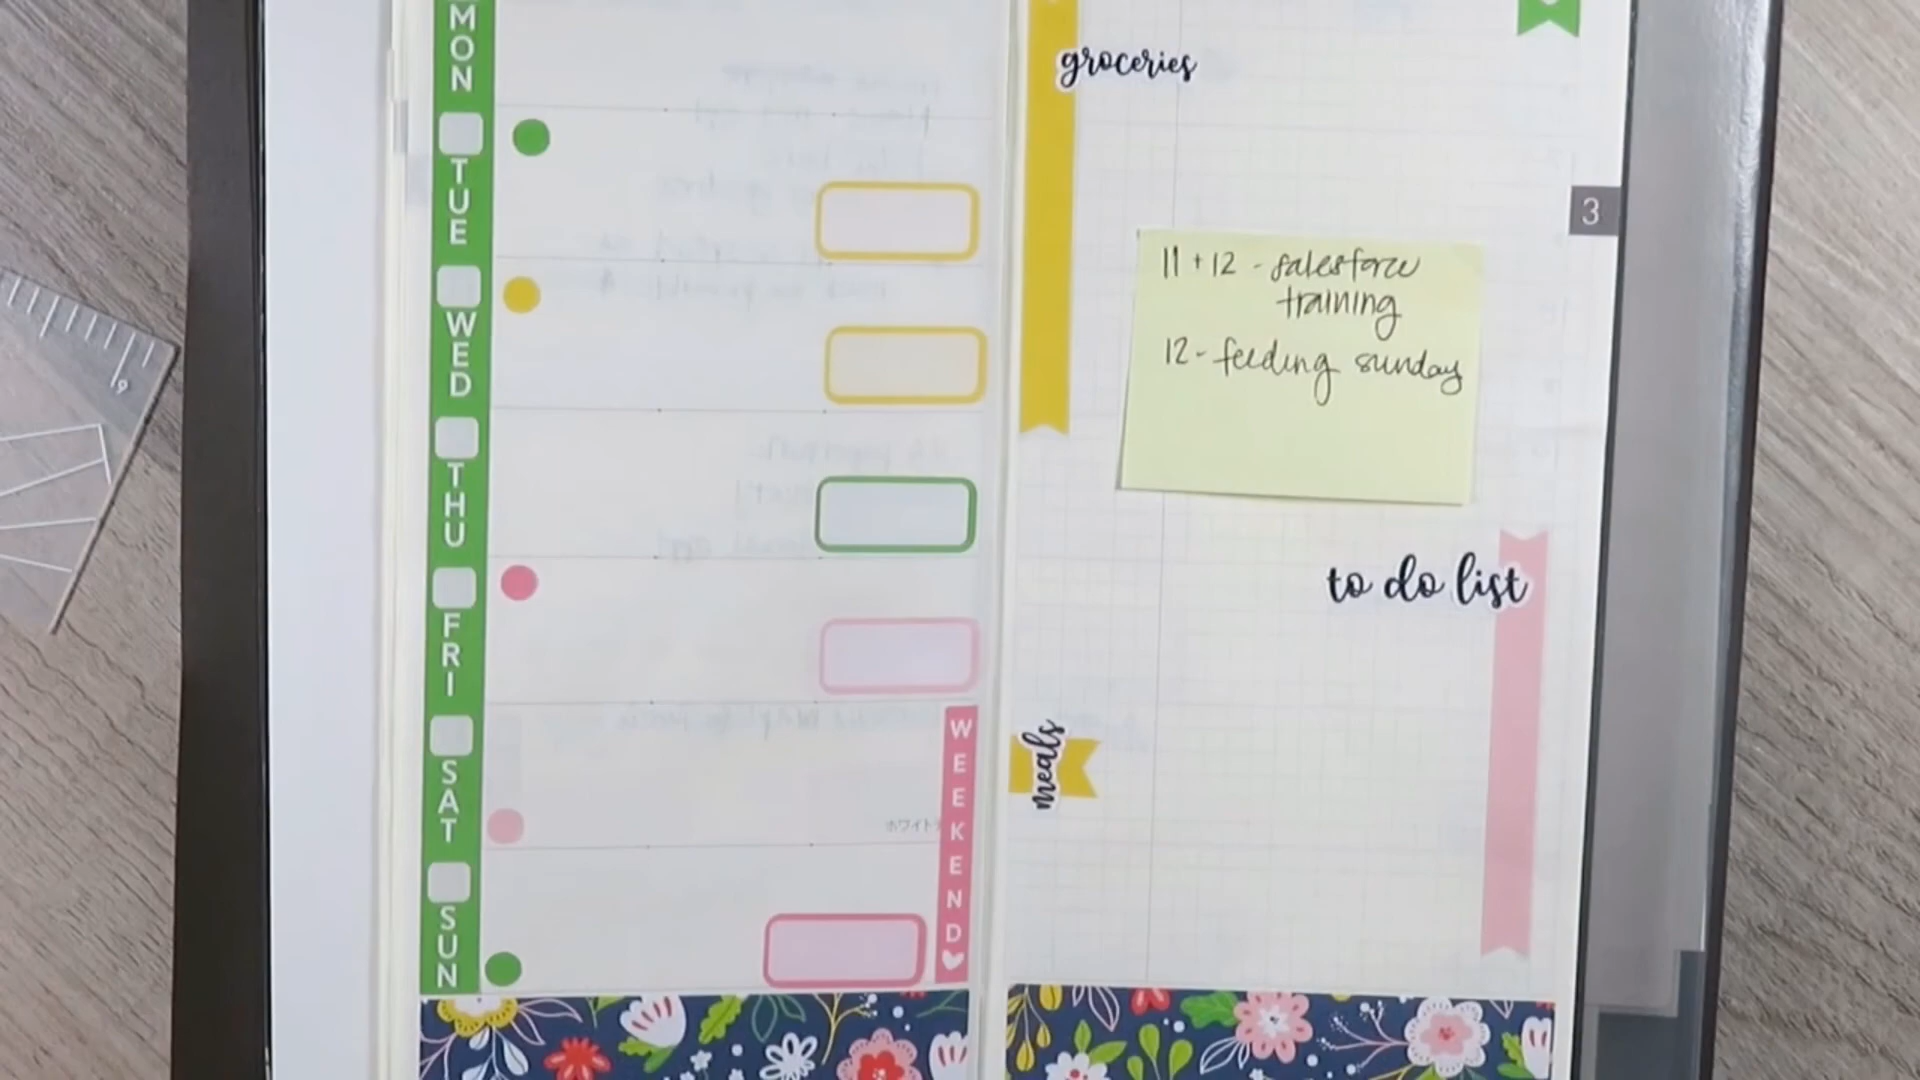 MON
TUE
WED
THU
FRI
SAT
SUN
WEEKEND
groceries
3
11 + 12 - salesforce
training
12 - feeding sunday
to do list
meals
9